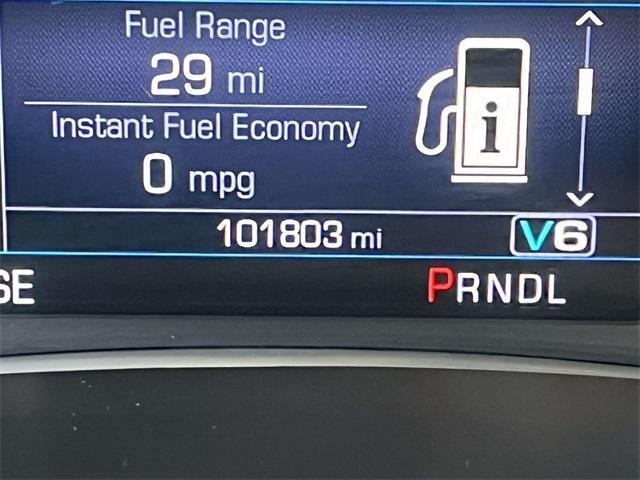 Fuel Range
29 mi
Instant Fuel Economy
0 mpg
i
101803 mi
V6
SE
PRNDL